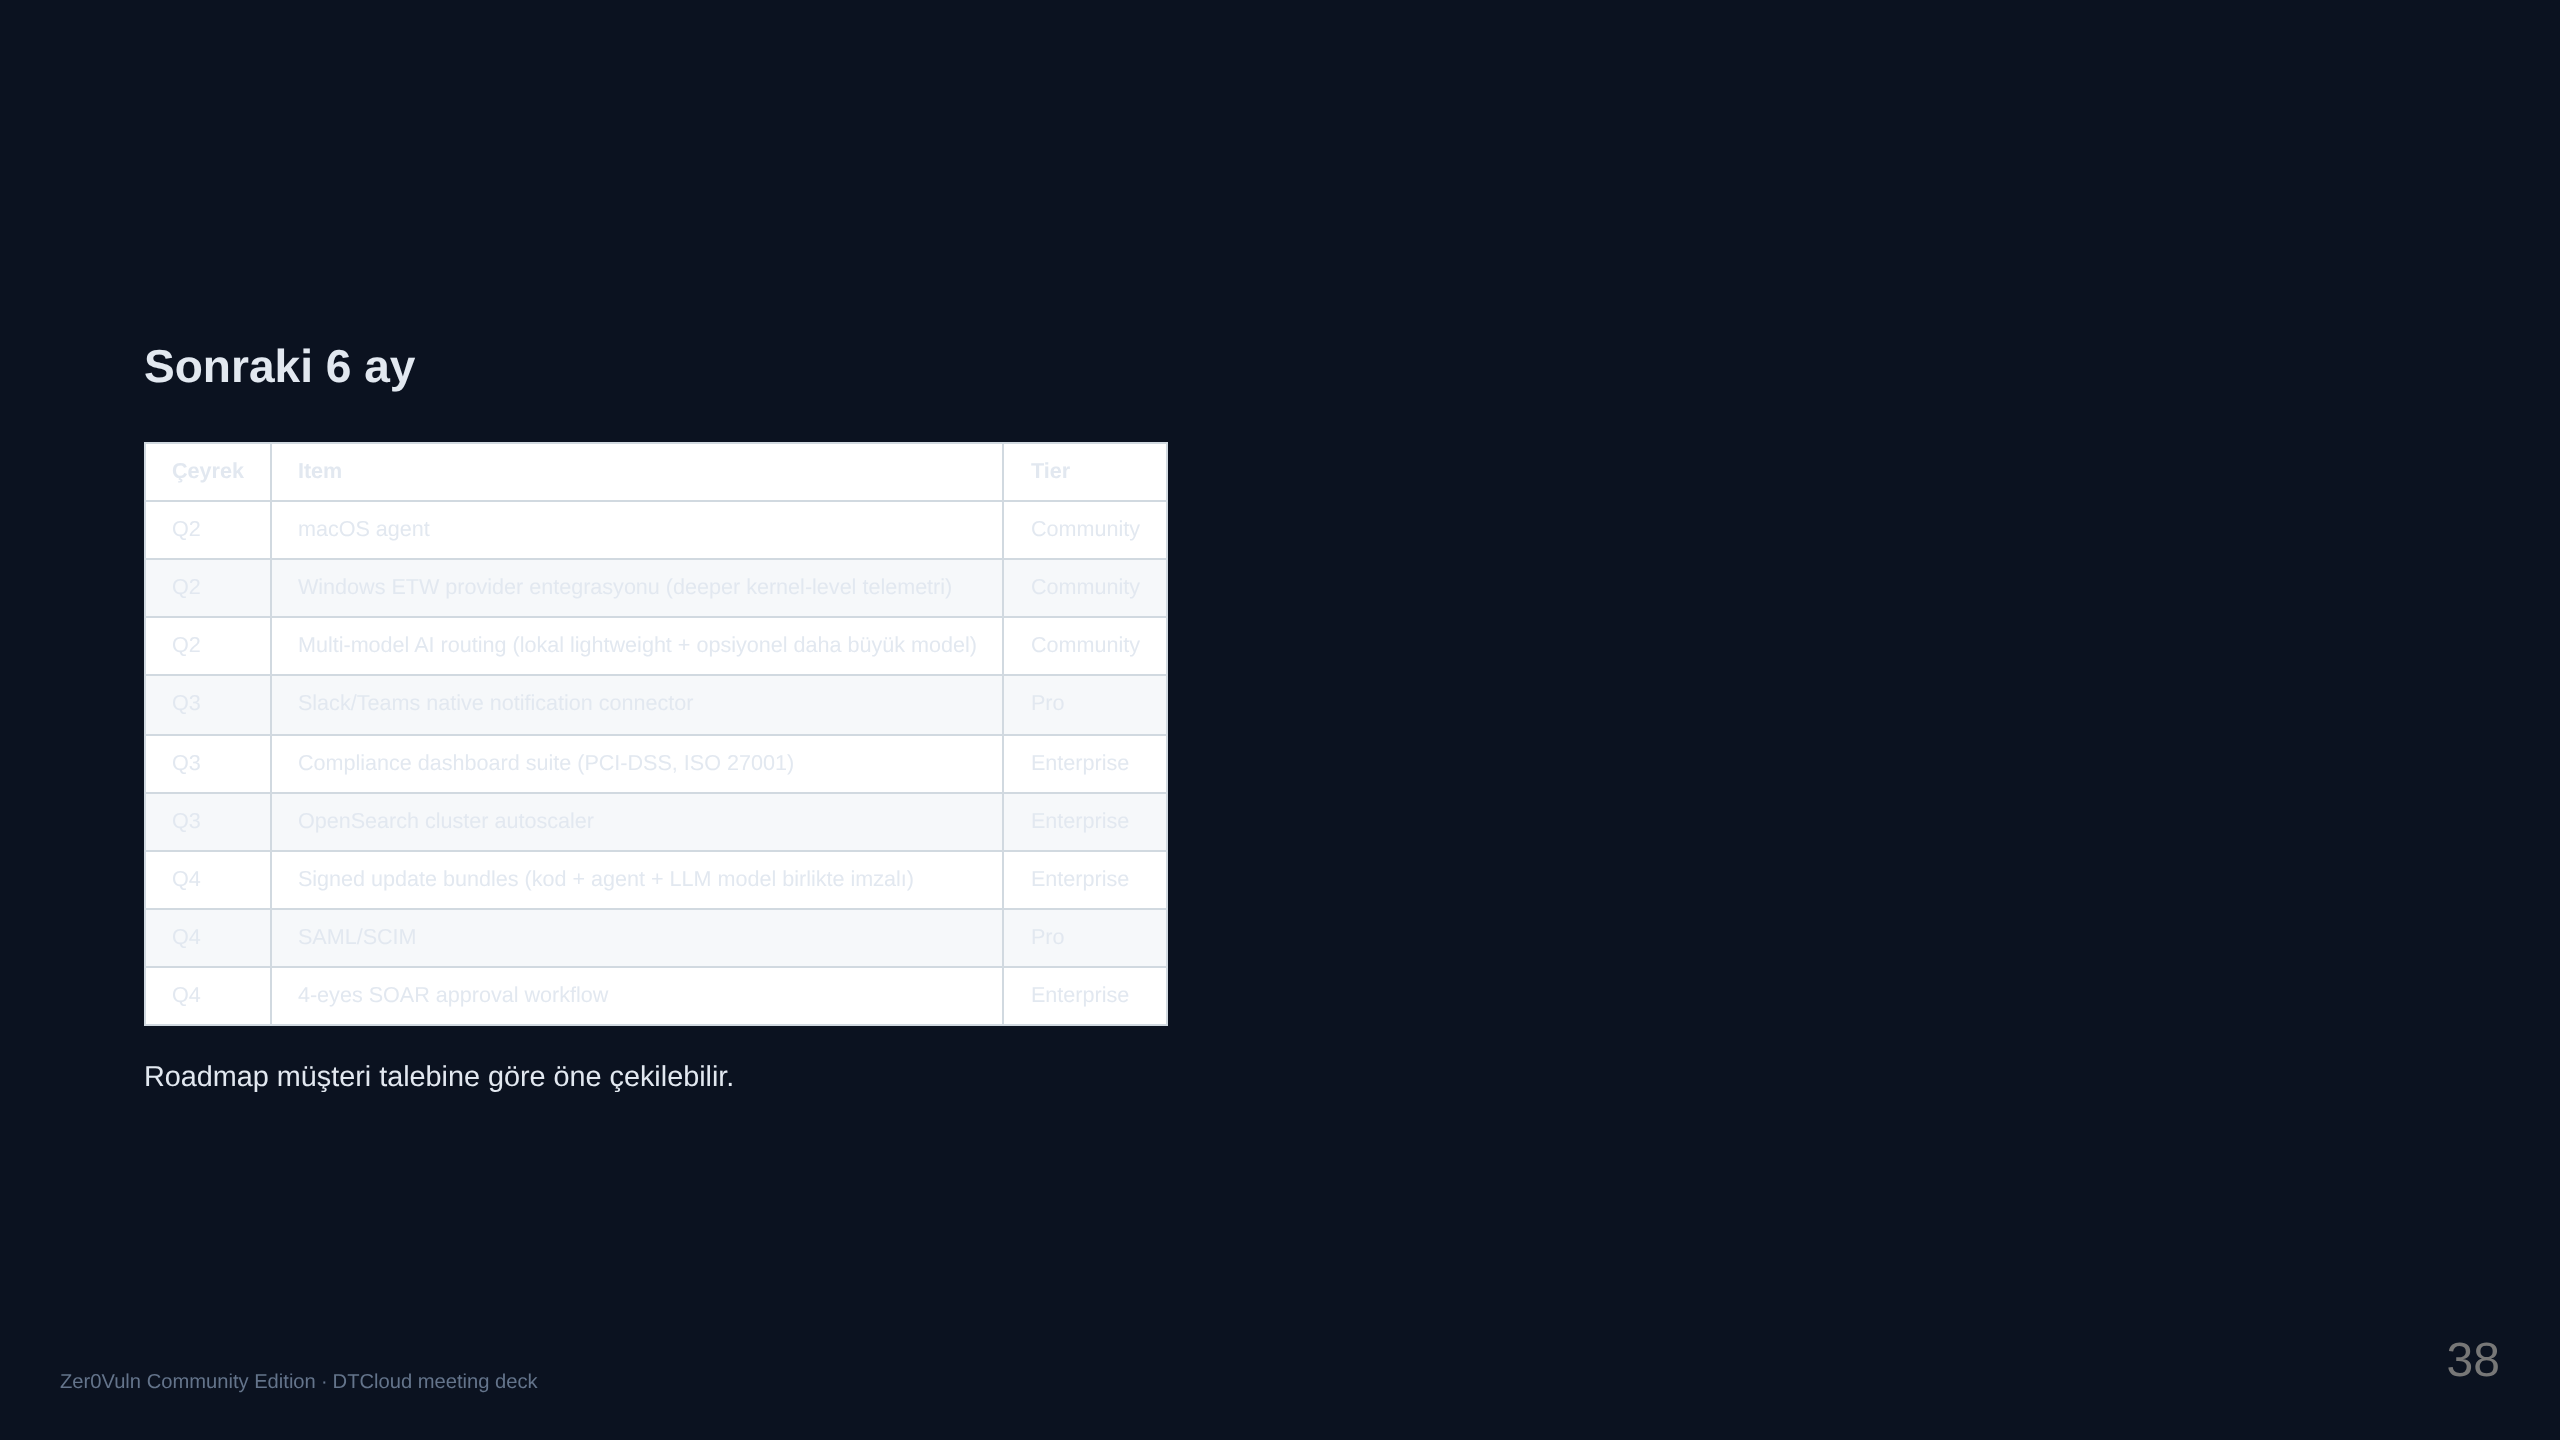 Sonraki 6 ay
Çeyrek Item Tier
Q2 macOS agent Community
Q2 Windows ETW provider entegrasyonu (deeper kernel-level telemetri) Community
Q2 Multi-model AI routing (lokal lightweight + opsiyonel daha büyük model) Community
Q3 Slack/Teams native notification connector Pro
Q3 Compliance dashboard suite (PCI-DSS, ISO 27001) Enterprise
Q3 OpenSearch cluster autoscaler Enterprise
Q4 Signed update bundles (kod + agent + LLM model birlikte imzalı) Enterprise
Q4 SAML/SCIM Pro
Q4 4-eyes SOAR approval workflow Enterprise
Roadmap müşteri talebine göre öne çekilebilir.
Zer0Vuln Community Edition · DTCloud meeting deck
38